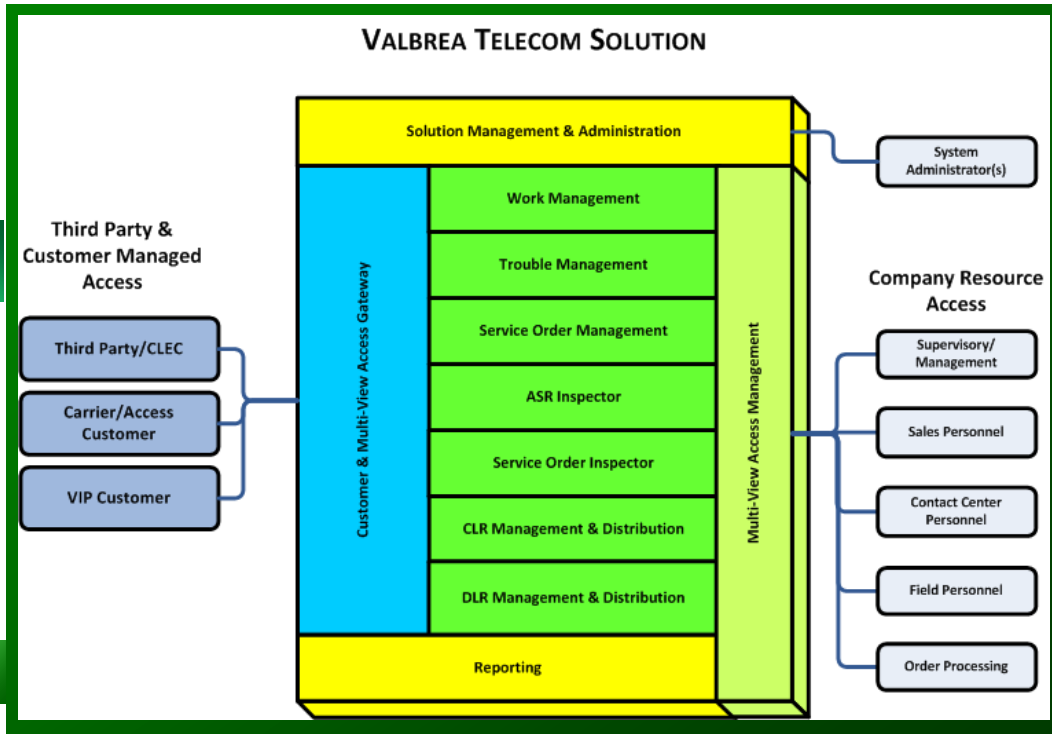 VALBREA TELECOM SOLUTION
Solution Management & Administration
System
Administrator(s)
Third Party &
Customer Managed
Access
Third Party/CLEC
Carrier/Access
Customer
VIP Customer
Customer & Multi-View Access Gateway
Work Management
Trouble Management
Service Order Management
ASR Inspector
Service Order Inspector
CLR Management & Distribution
DLR Management & Distribution
Reporting
Multi-View Access Management
Company Resource
Access
Supervisory/
Management
Sales Personnel
Contact Center
Personnel
Field Personnel
Order Processing